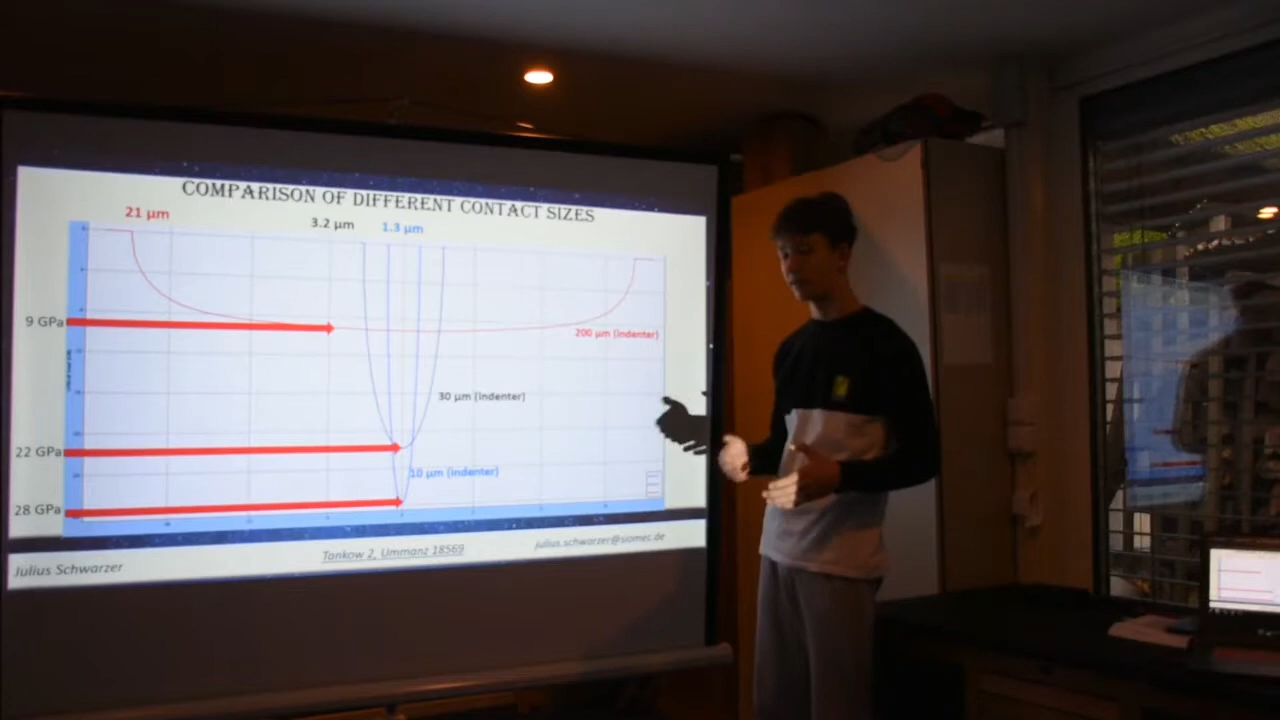 COMPARISON OF DIFFERENT CONTACT SIZES
21 µm
3.2 µm
1.3 µm
9 GPa
200 µm (indenter)
30 µm (indenter)
22 GPa
10 µm (indenter)
28 GPa
Julius Schwarzer
Tankow 2, Ummanz 18569
julius.schwarzer@siomec.de